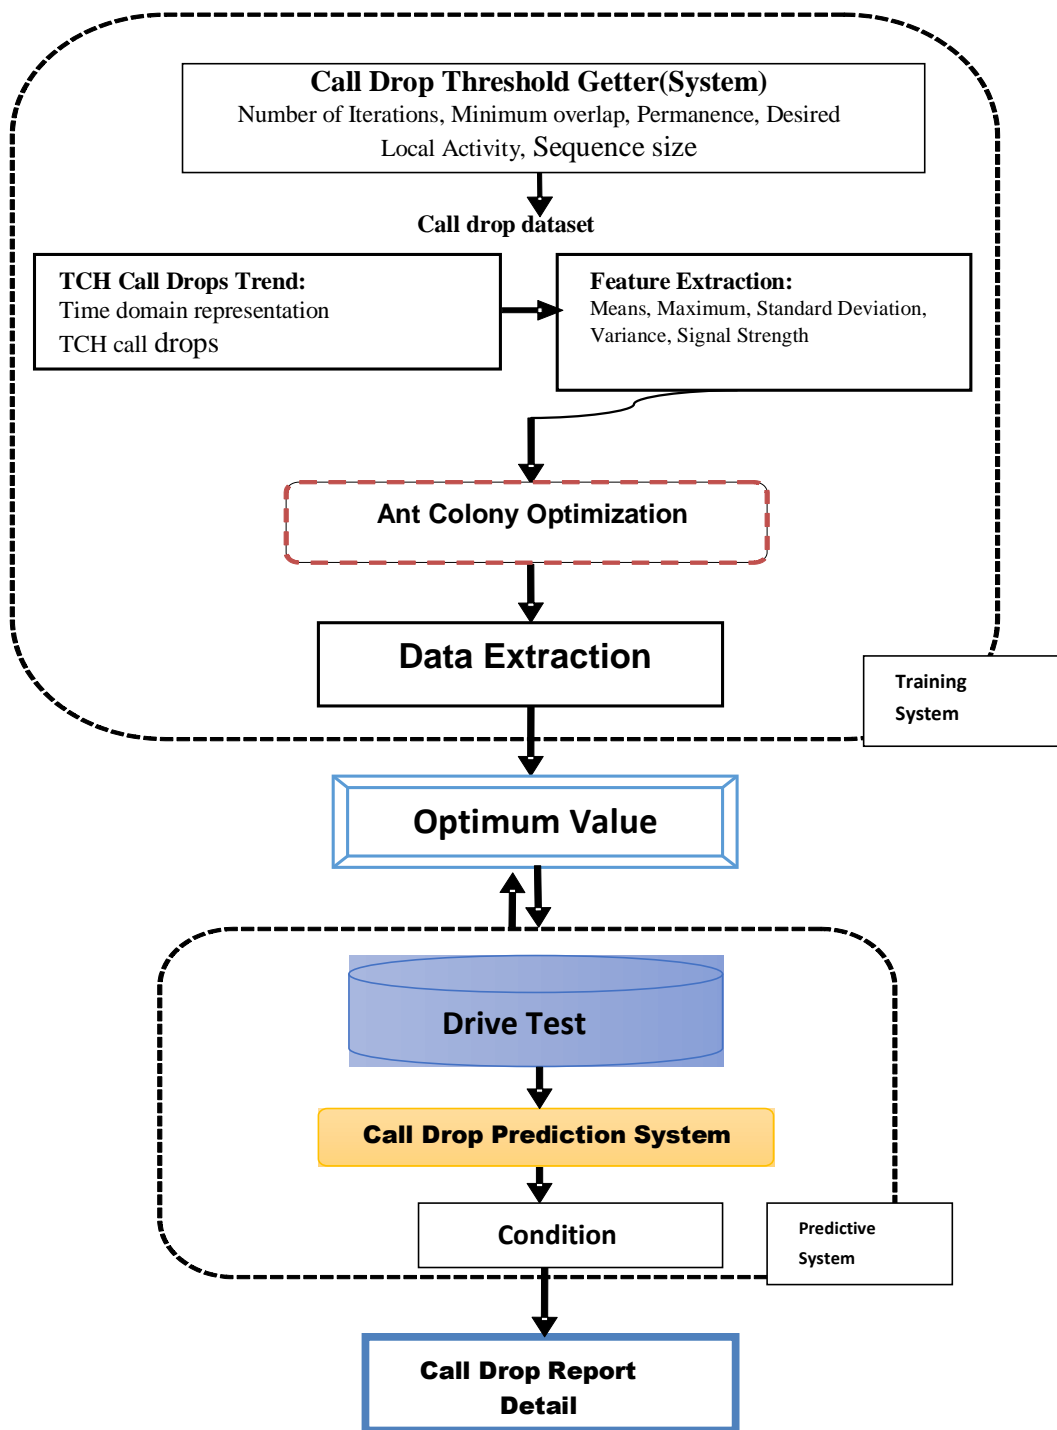 Call Drop Threshold Getter(System)
Number of Iterations, Minimum overlap, Permanence, Desired
Local Activity, Sequence size
Call drop dataset
TCH Call Drops Trend:
Time domain representation
TCH call drops
Feature Extraction:
Means, Maximum, Standard Deviation,
Variance, Signal Strength
Ant Colony Optimization
Data Extraction
Training
System
Optimum Value
Drive Test
Call Drop Prediction System
Condition
Predictive
System
Call Drop Report
Detail